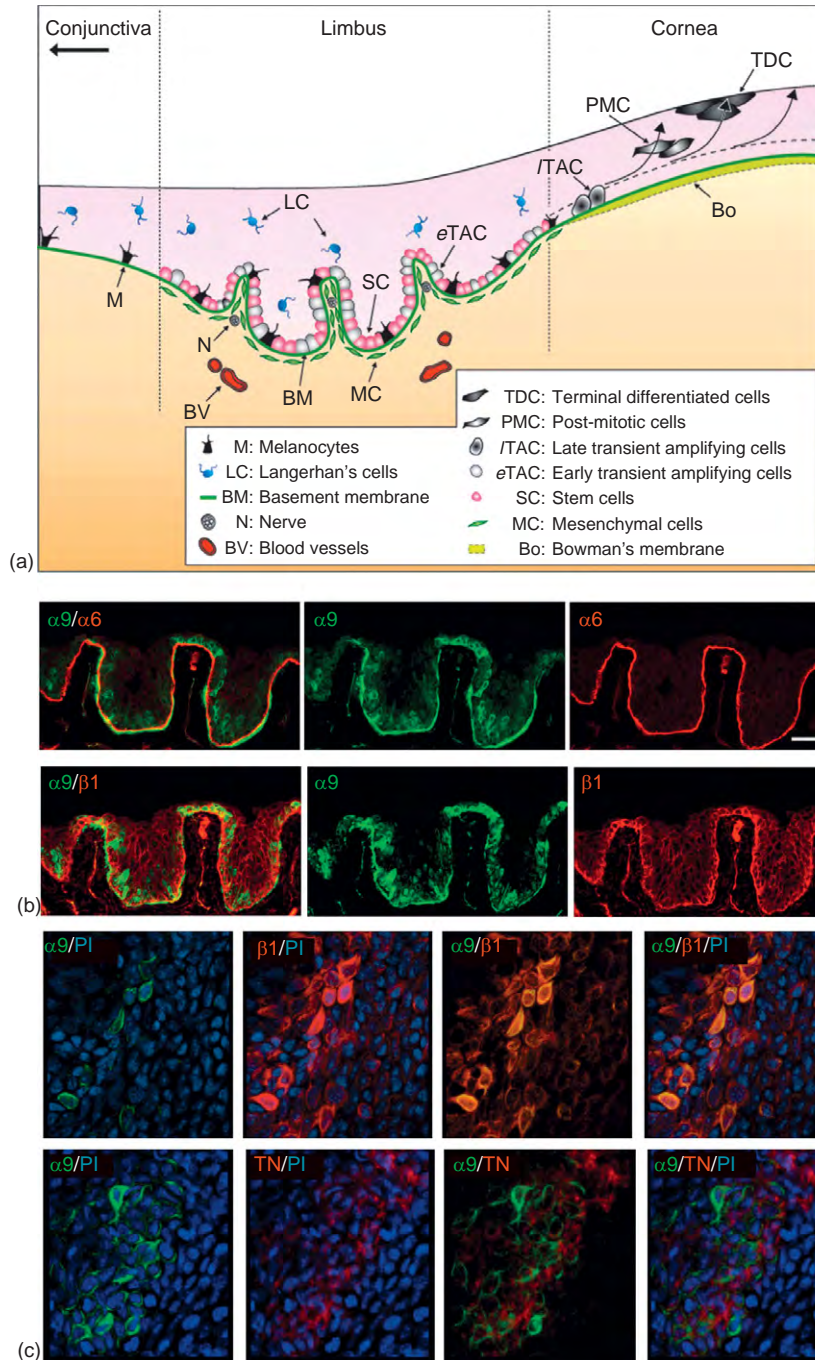 Conjunctiva
Limbus
Cornea
TDC
PMC
lTAC
Bo
LC
eTAC
SC
M
N
BM
MC
BV
M: Melanocytes
LC: Langerhan's cells
BM: Basement membrane
N: Nerve
BV: Blood vessels
TDC: Terminal differentiated cells
PMC: Post-mitotic cells
lTAC: Late transient amplifying cells
eTAC: Early transient amplifying cells
SC: Stem cells
MC: Mesenchymal cells
Bo: Bowman's membrane
(a)
α9/α6
α9
α6
α9/β1
α9
β1
(b)
α9/PI
β1/PI
α9/β1
α9/β1/PI
α9/PI
TN/PI
α9/TN
α9/TN/PI
(c)